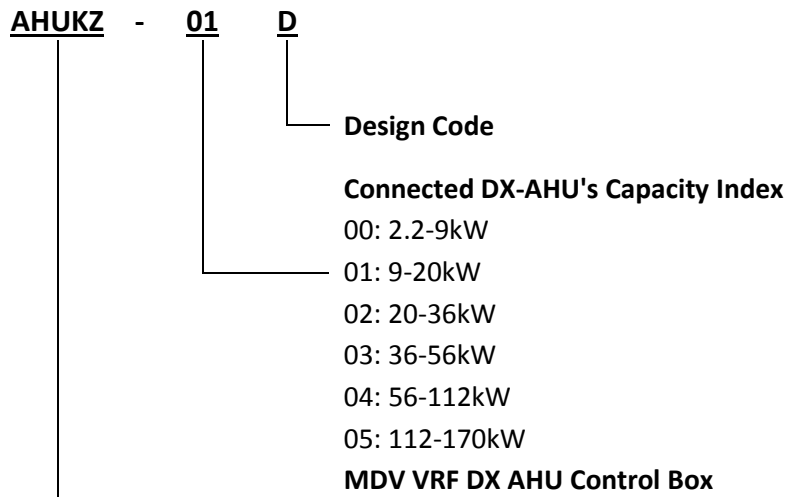 AHUKZ - 01 D
Design Code
Connected DX-AHU's Capacity Index
00: 2.2-9kW
01: 9-20kW
02: 20-36kW
03: 36-56kW
04: 56-112kW
05: 112-170kW
MDV VRF DX AHU Control Box